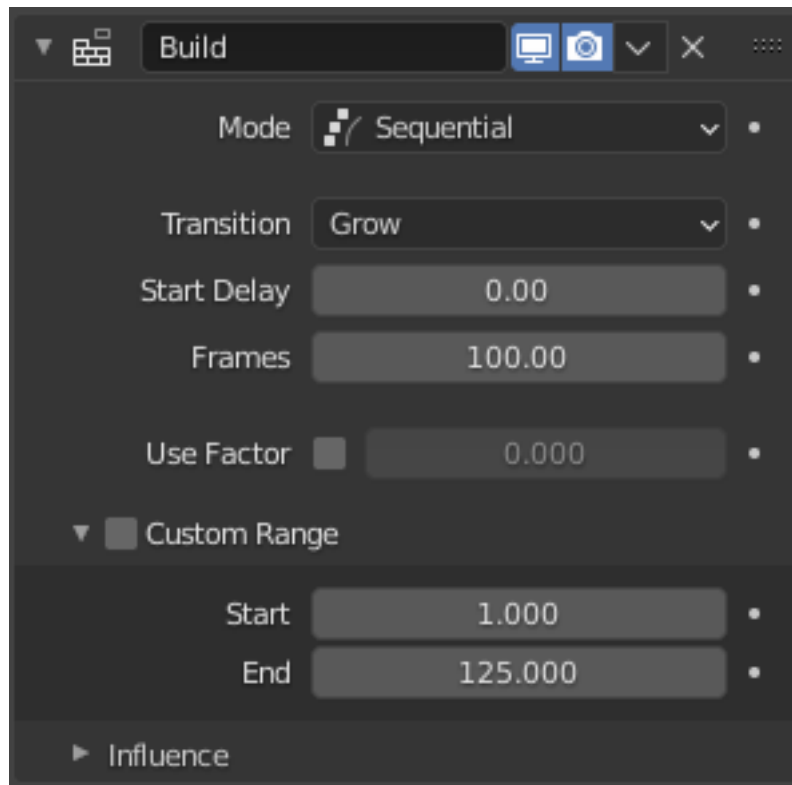 Build
Mode Sequential
Transition Grow
Start Delay 0.00
Frames 100.00
Use Factor 0.000
Custom Range
Start 1.000
End 125.000
Influence